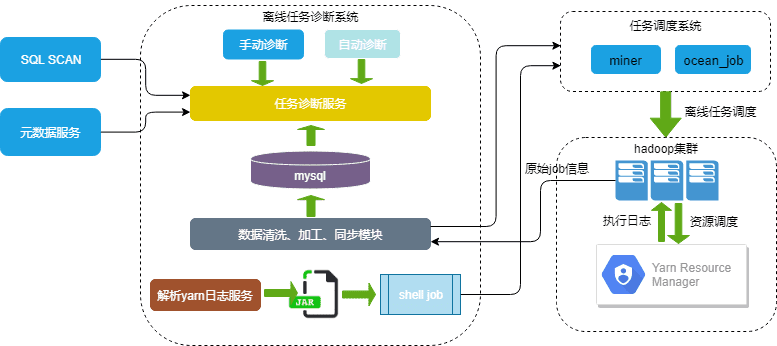 离线任务诊断系统
手动诊断
自动诊断
SQL SCAN
元数据服务
任务诊断服务
mysql
数据清洗、加工、同步模块
解析yarn日志服务
JAR
shell job
任务调度系统
miner
ocean_job
离线任务调度
hadoop集群
原始job信息
执行日志
资源调度
Yarn Resource
Manager